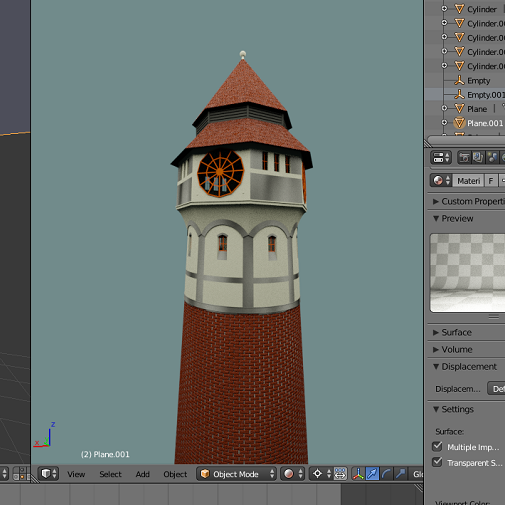 Cylinder
Cylinder.0
Cylinder.0
Cylinder.0
Cylinder.0
Empty
Empty.001
Plane
Plane.001
Materi F
Custom Properti
Preview
Surface
Volume
Displacement
Displacem... Def
Settings
Surface:
Multiple Imp...
Transparent S...
Viewport Color:
z
x
(2) Plane.001
View Select Add Object Object Mode Glo